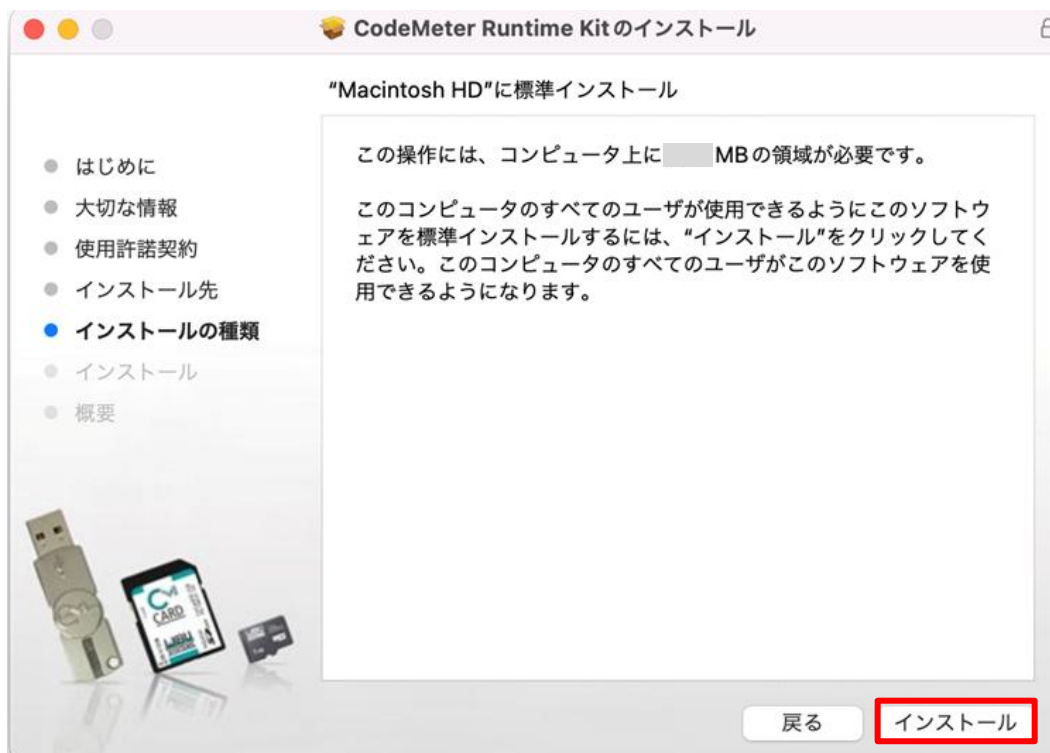 CodeMeter Runtime Kitのインストール
“Macintosh HD”に標準インストール
はじめに
大切な情報
使用許諾契約
インストール先
インストールの種類
インストール
概要
この操作には、コンピュータ上に MBの領域が必要です。
このコンピュータのすべてのユーザが使用できるようにこのソフトウ
ェアを標準インストールするには、“インストール”をクリックしてく
ださい。このコンピュータのすべてのユーザがこのソフトウェアを使
用できるようになります。
CARD
戻る
インストール